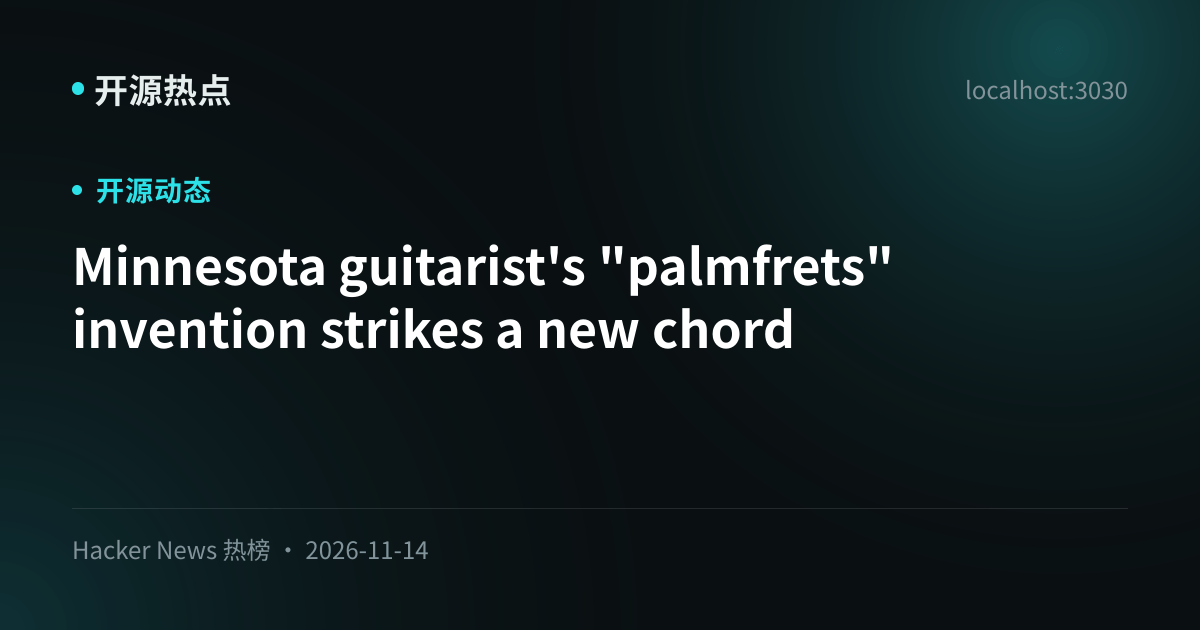 开源热点
localhost:3030
开源动态
Minnesota guitarist's "palmfrets"
invention strikes a new chord
Hacker News 热榜 · 2026-11-14